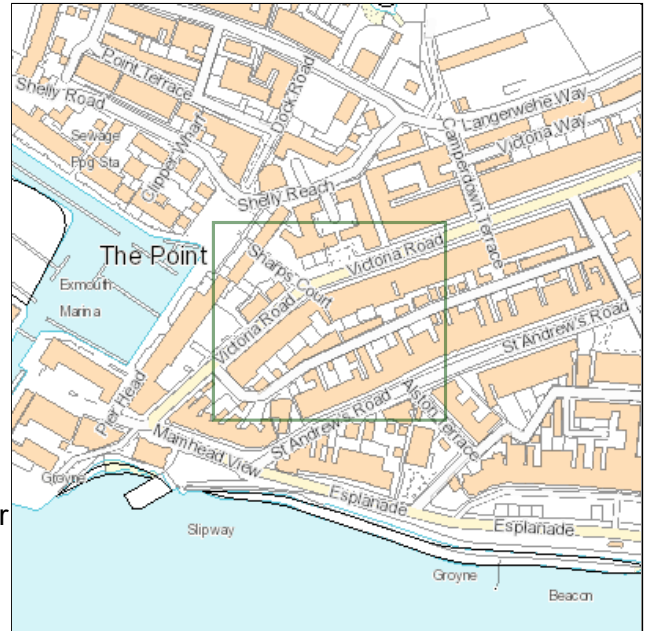 Point Terrace
Shelly Road
Dock Road
Langerwehe Way
Victoria Way
Camperdown Terrace
Sewage
Ppg Sta
Clipper Wharf
Shelly Reach
The Point
Sharps Court
Victoria Road
Exmouth
Marina
Victoria Road
St Andrew's Road
Pier Head
Alston Terrace
St Andrew's Road
Mamhead View
Groyne
Esplanade
r
Slipway
Esplanade
Groyne
Beacon